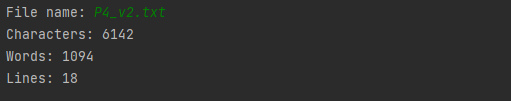 File name: P4_v2.txt
Characters: 6142
Words: 1094
Lines: 18